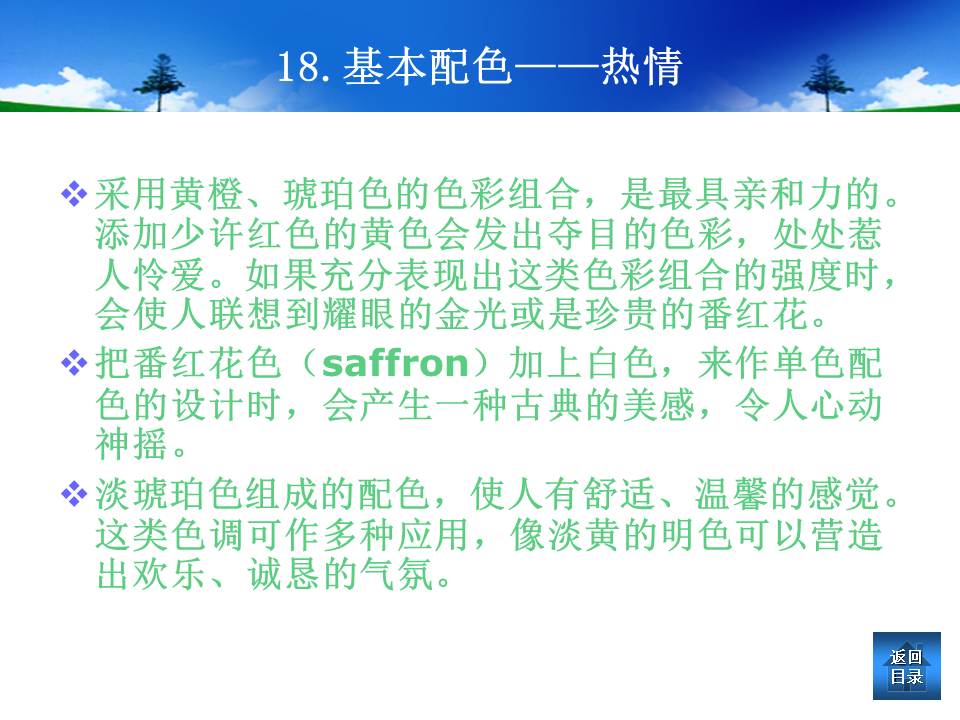 18.基本配色——热情
采用黄橙、琥珀色的色彩组合，是最具亲和力的。
添加少许红色的黄色会发出夺目的色彩，处处惹
人怜爱。如果充分表现出这类色彩组合的强度时，
会使人联想到耀眼的金光或是珍贵的番红花。
把番红花色（saffron）加上白色，来作单色配
色的设计时，会产生一种古典的美感，令人心动
神摇。
淡琥珀色组成的配色，使人有舒适、温馨的感觉。
这类色调可作多种应用，像淡黄的明色可以营造
出欢乐、诚恳的气氛。
返回
目录